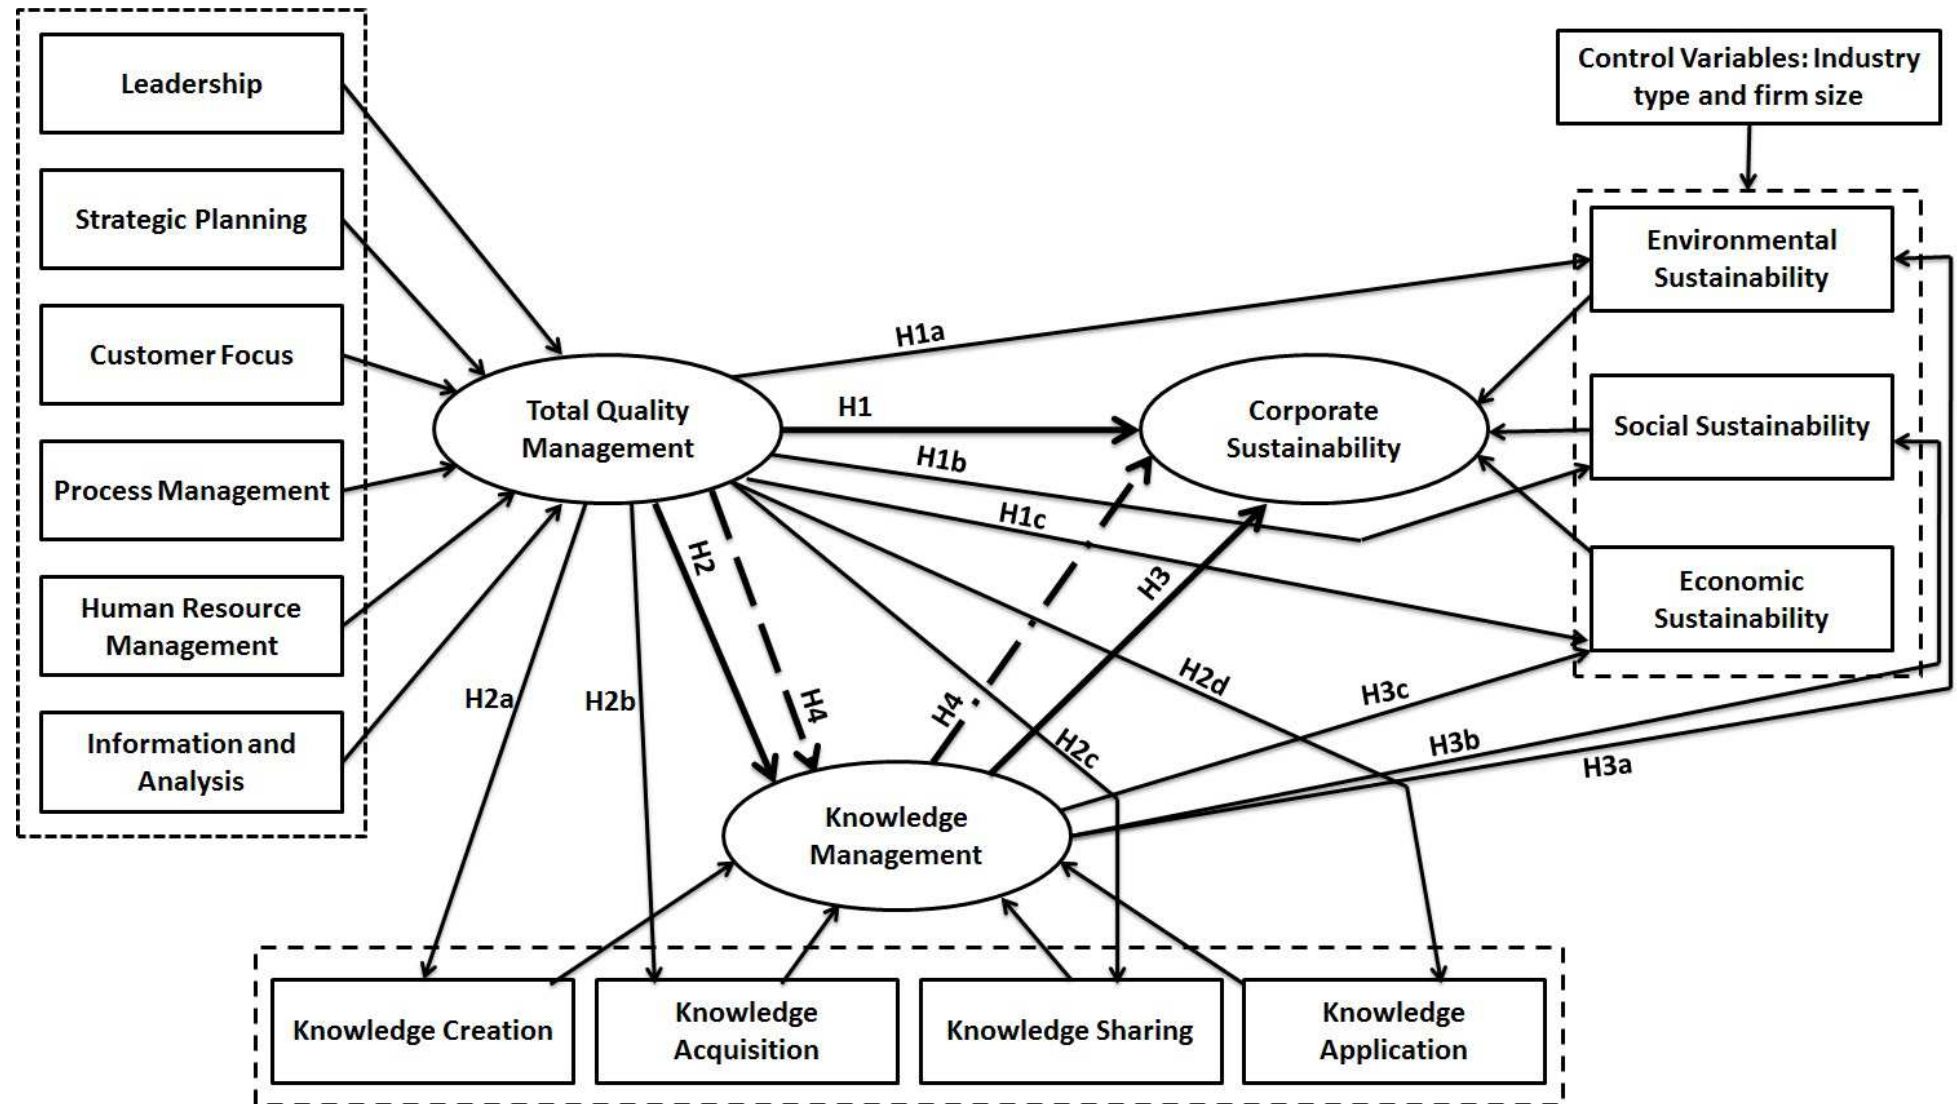 Leadership
Strategic Planning
Customer Focus
Process Management
Human Resource
Management
Information and
Analysis
Total Quality
Management
Corporate
Sustainability
Knowledge
Management
Control Variables: Industry
type and firm size
Environmental
Sustainability
Social Sustainability
Economic
Sustainability
Knowledge Creation
Knowledge
Acquisition
Knowledge Sharing
Knowledge
Application
H1a
H1
H1b
H1c
H2
H4
H4
H3
H2a
H2b
H2c
H2d
H3c
H3b
H3a